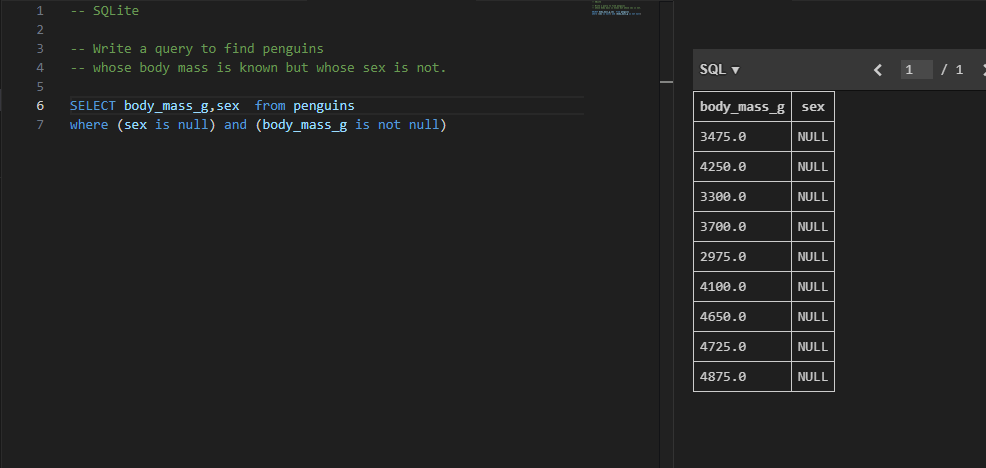 1 -- SQLite
2
3 -- Write a query to find penguins
4 -- whose body mass is known but whose sex is not.
5
6 SELECT body_mass_g,sex  from penguins
7 where (sex is null) and (body_mass_g is not null)
SQL ▼ 1 / 1
body_mass_g sex
3475.0 NULL
4250.0 NULL
3300.0 NULL
3700.0 NULL
2975.0 NULL
4100.0 NULL
4650.0 NULL
4725.0 NULL
4875.0 NULL